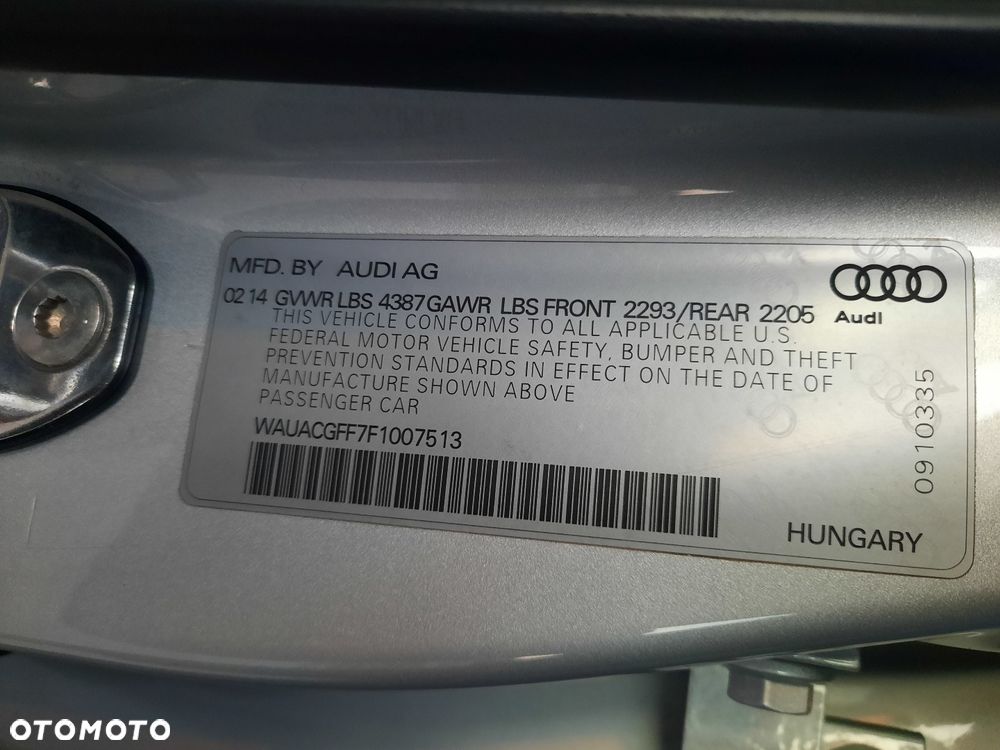 MFD. BY AUDI AG
02 14 GVWR LBS 4387 GAWR LBS FRONT 2293/REAR 2205
THIS VEHICLE CONFORMS TO ALL APPLICABLE U.S.
FEDERAL MOTOR VEHICLE SAFETY, BUMPER AND THEFT
PREVENTION STANDARDS IN EFFECT ON THE DATE OF
MANUFACTURE SHOWN ABOVE
PASSENGER CAR
WAUACGFF7F1007513
Audi
0910335
HUNGARY
OTOMOTO